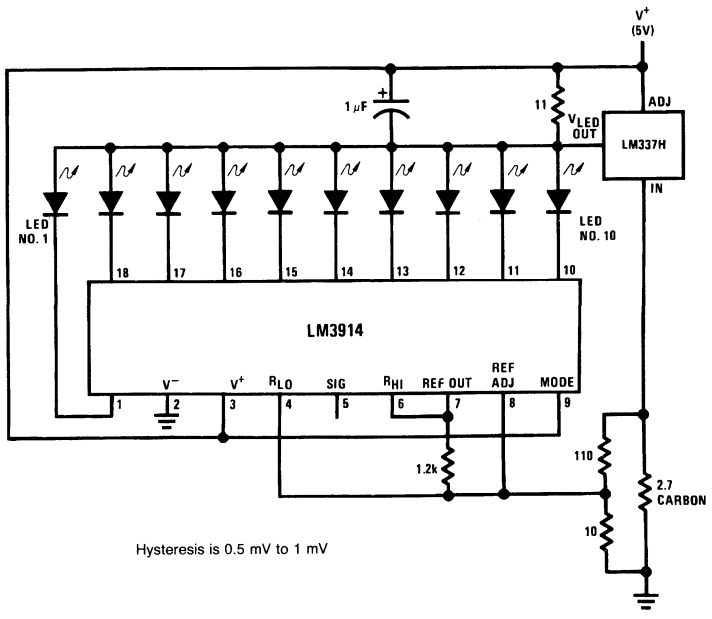 V+
(5V)
1 µF
11
VLED
OUT
ADJ
LM337H
IN
LED
NO. 1
LED
NO. 10
18 17 16 15 14 13 12 11 10
LM3914
V− V+ RLO SIG RHI REF OUT REF ADJ MODE
1 2 3 4 5 6 7 8 9
1.2k
110
2.7
CARBON
10
Hysteresis is 0.5 mV to 1 mV